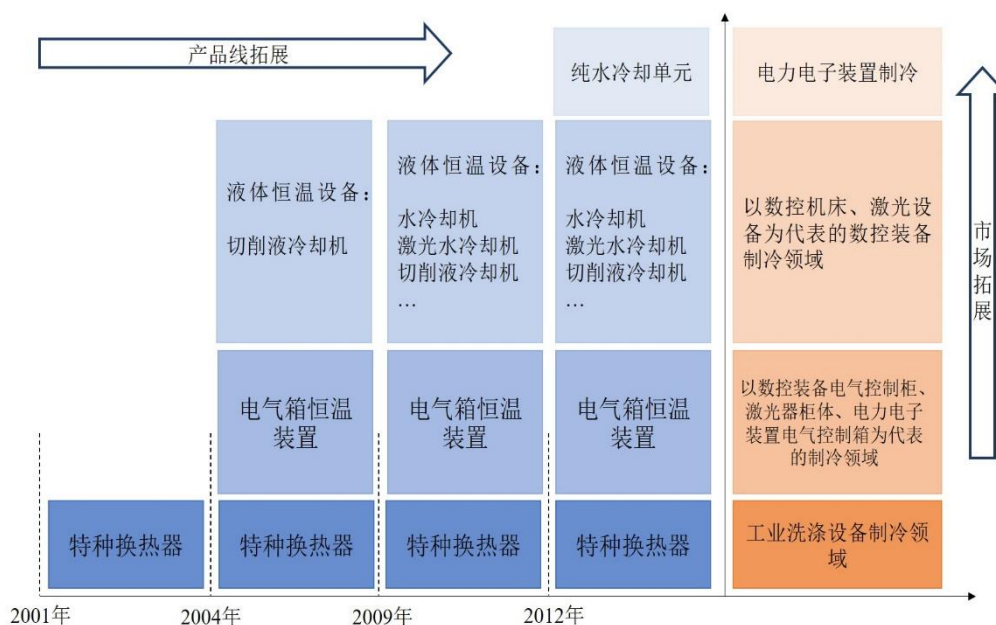 产品线拓展
纯水冷却单元
电力电子装置制冷
液体恒温设备：
切削液冷却机
液体恒温设备：
水冷却机
激光水冷却机
切削液冷却机
…
液体恒温设备：
水冷却机
激光水冷却机
切削液冷却机
…
以数控机床、激光设
备为代表的数控装备
制冷领域
市场拓展
电气箱恒温
装置
电气箱恒温
装置
电气箱恒温
装置
以数控装备电气控制柜、
激光器柜体、电力电子
装置电气控制箱为代表
的制冷领域
特种换热器
特种换热器
特种换热器
特种换热器
工业洗涤设备制冷领
域
2001年
2004年
2009年
2012年